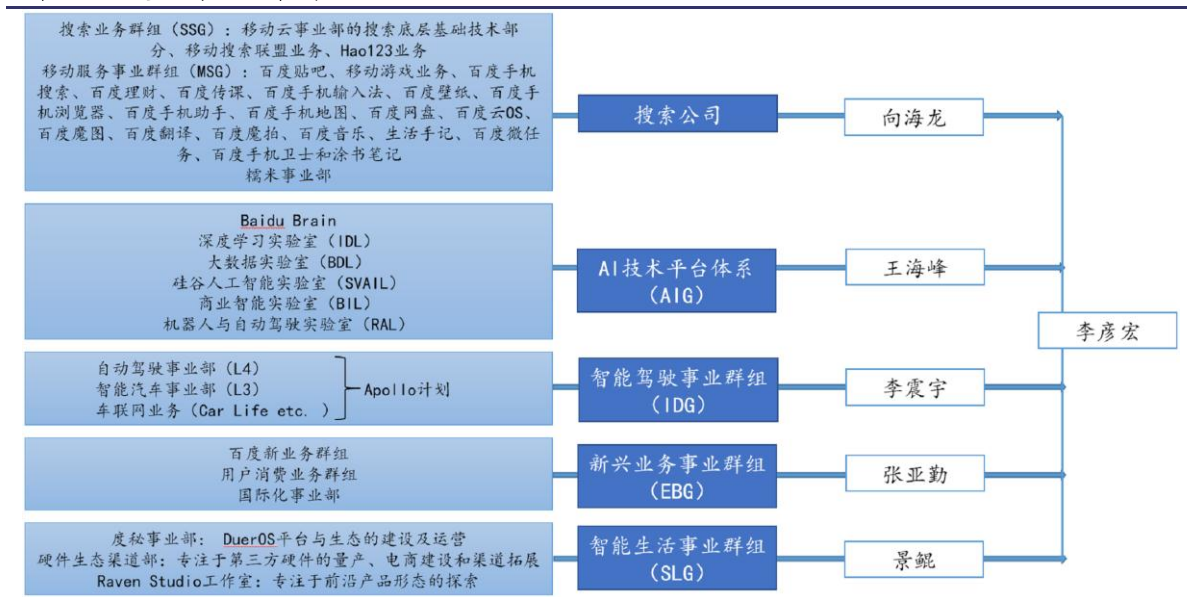 搜索业务群组（SSG）：移动云事业部的搜索底层基础技术部
分、移动搜索联盟业务、Hao123业务
移动服务事业群组（MSG）：百度贴吧、移动游戏业务、百度手机
搜索、百度理财、百度传课、百度手机输入法、百度壁纸、百度手
机浏览器、百度手机助手、百度手机地图、百度网盘、百度云OS、
百度魔图、百度翻译、百度魔拍、百度音乐、生活手记、百度微任
务、百度手机卫士和涂书笔记
糯米事业部
搜索公司
向海龙
Baidu Brain
深度学习实验室（IDL）
大数据实验室（BDL）
硅谷人工智能实验室（SVAIL）
商业智能实验室（BIL）
机器人与自动驾驶实验室（RAL）
AI技术平台体系
（AIG）
王海峰
李彦宏
自动驾驶事业部（L4）
智能汽车事业部（L3）
车联网业务（Car Life etc. ）
Apollo计划
智能驾驶事业群组
（IDG）
李震宇
百度新业务群组
用户消费业务群组
国际化事业部
新兴业务事业群组
（EBG）
张亚勤
度秘事业部： DuerOS平台与生态的建设及运营
硬件生态渠道部：专注于第三方硬件的量产、电商建设和渠道拓展
Raven Studio工作室：专注于前沿产品形态的探索
智能生活事业群组
（SLG）
景鲲